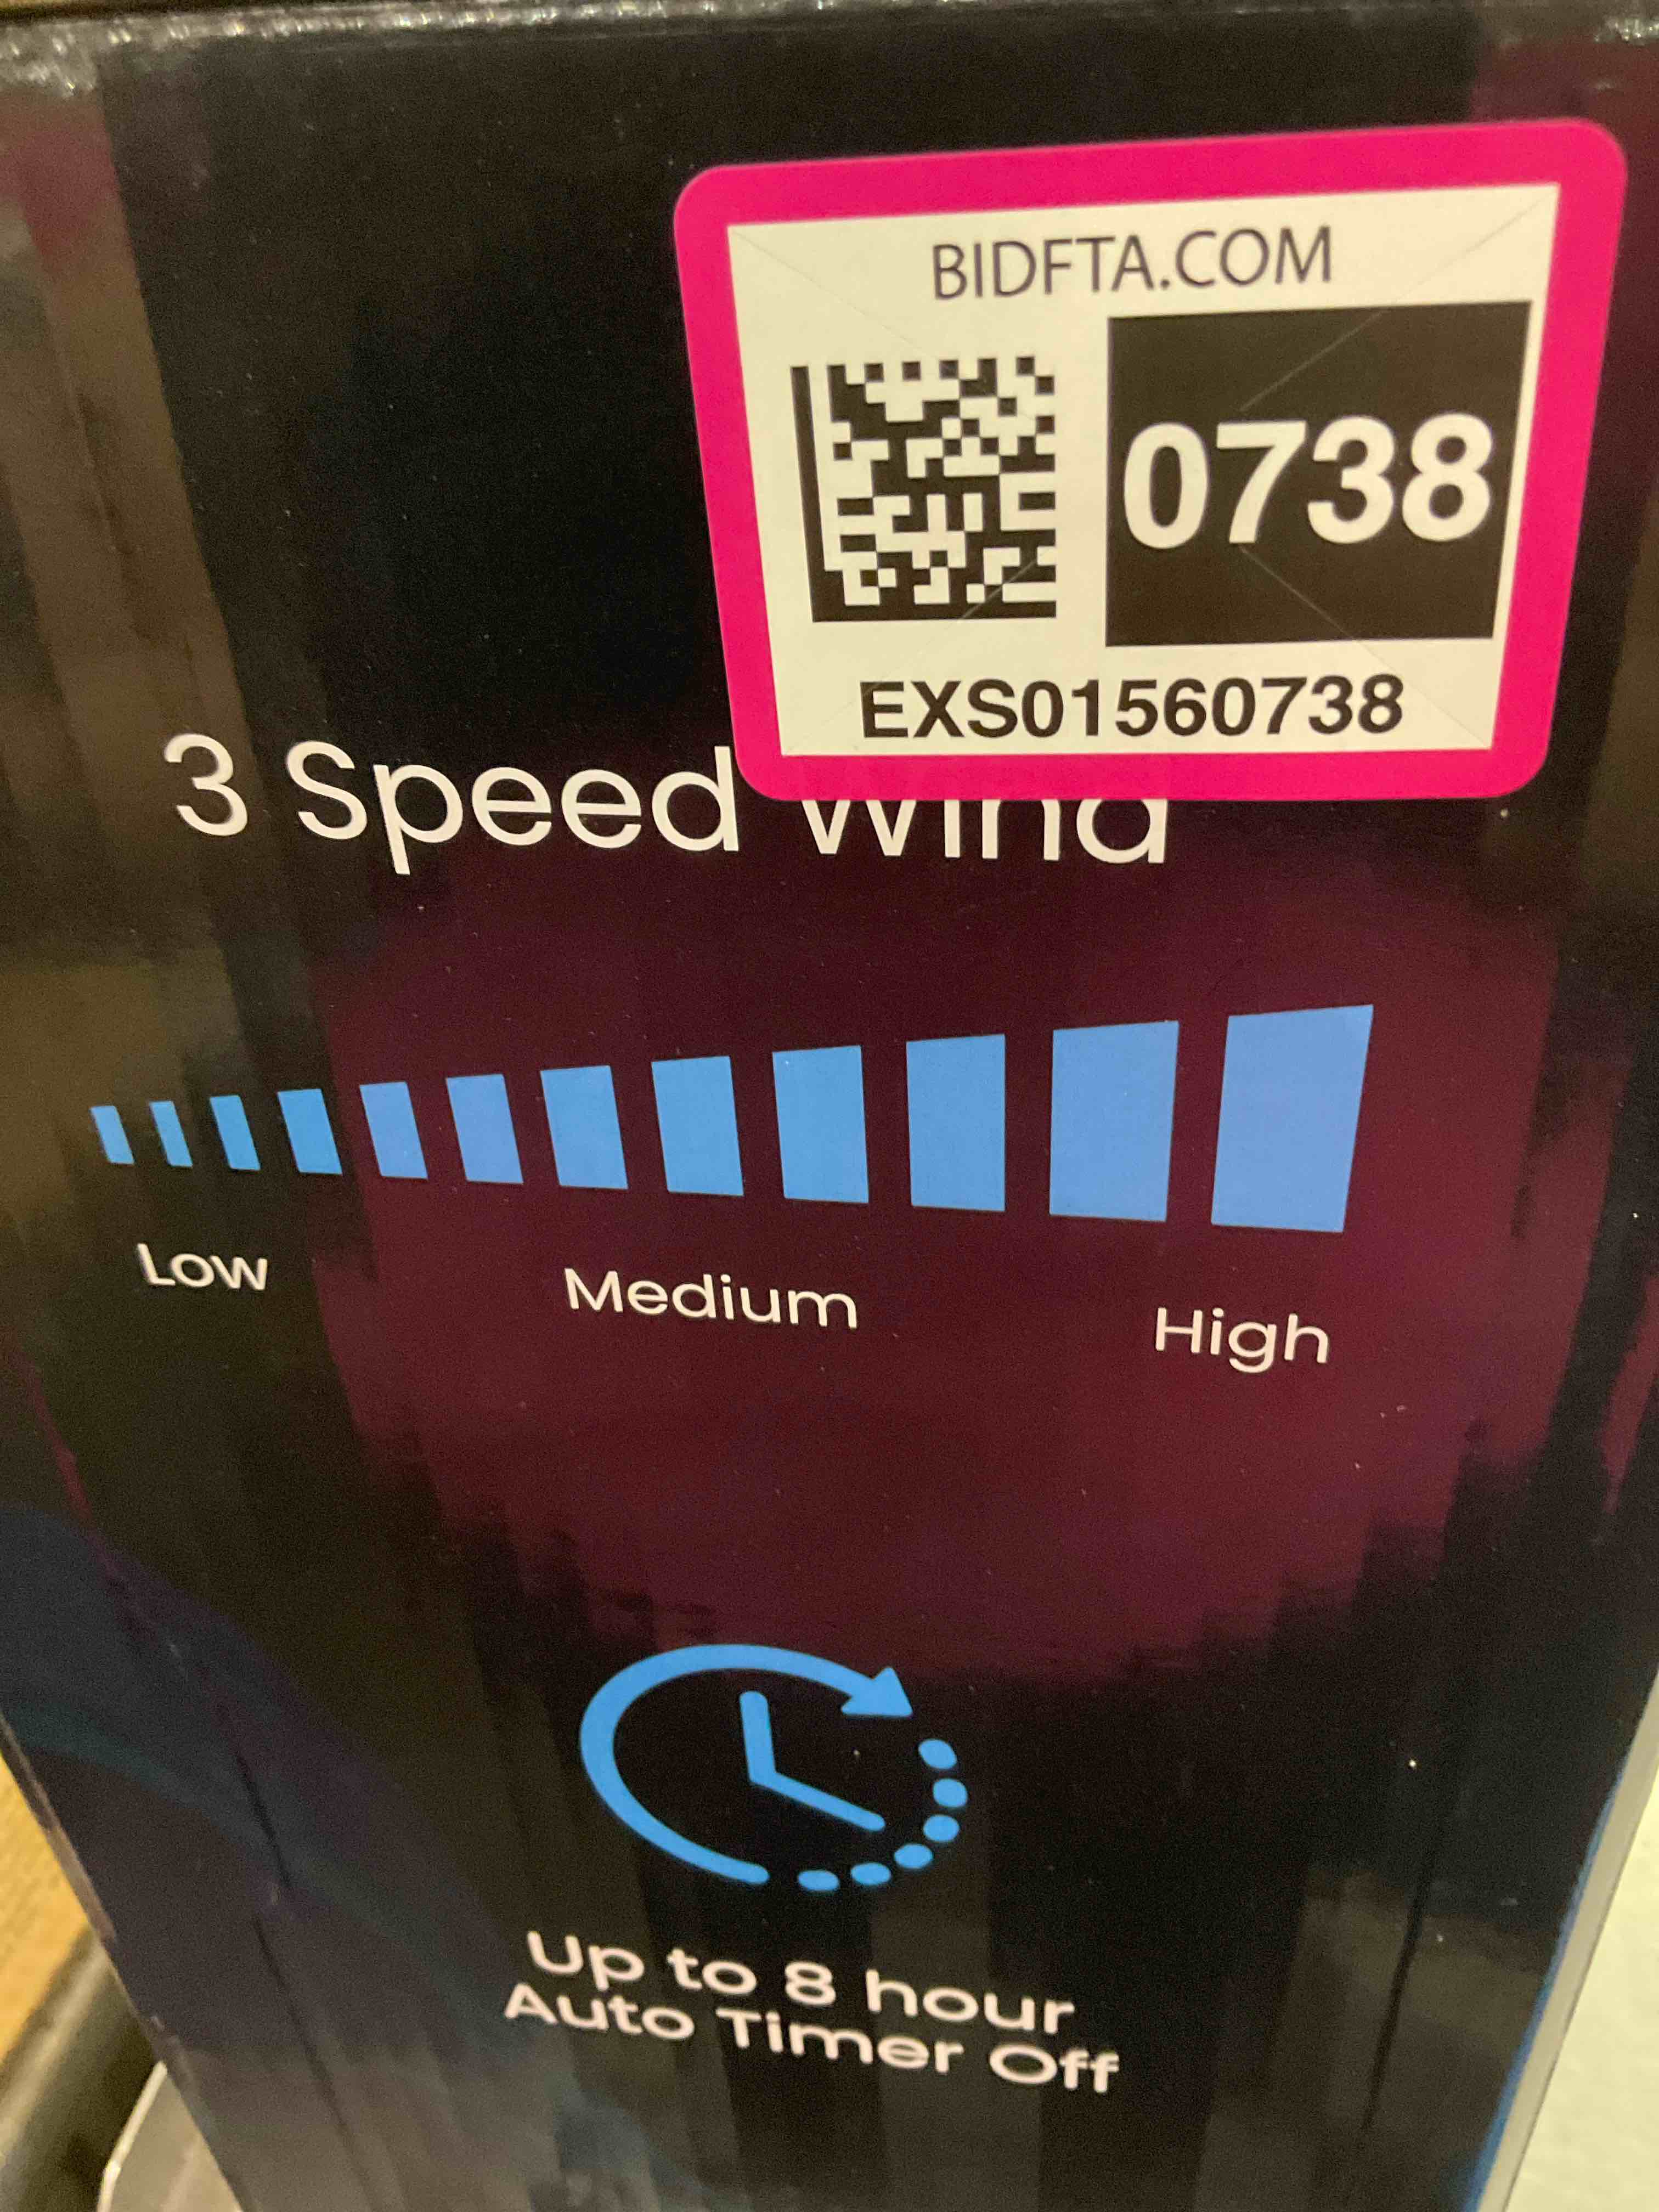 BIDFTA.COM
0738
EXS01560738
3 Speed Wind
Low
Medium
High
Up to 8 hour
Auto Timer Off